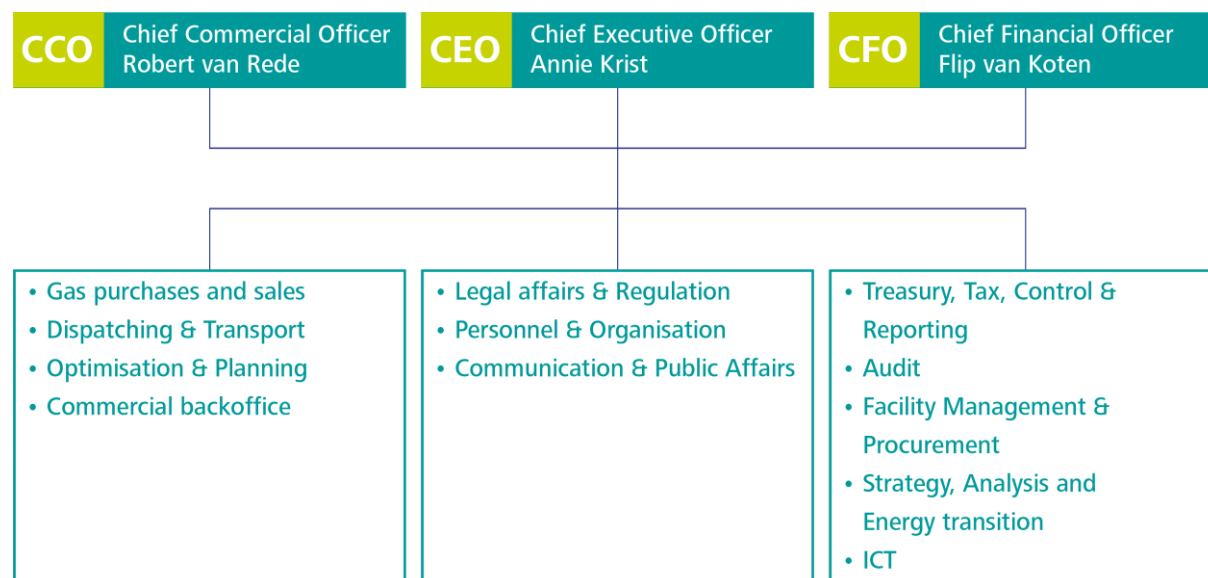 CCO
Chief Commercial Officer
Robert van Rede
CEO
Chief Executive Officer
Annie Krist
CFO
Chief Financial Officer
Flip van Koten
• Gas purchases and sales
• Dispatching & Transport
• Optimisation & Planning
• Commercial backoffice
• Legal affairs & Regulation
• Personnel & Organisation
• Communication & Public Affairs
• Treasury, Tax, Control &
Reporting
• Audit
• Facility Management &
Procurement
• Strategy, Analysis and
Energy transition
• ICT